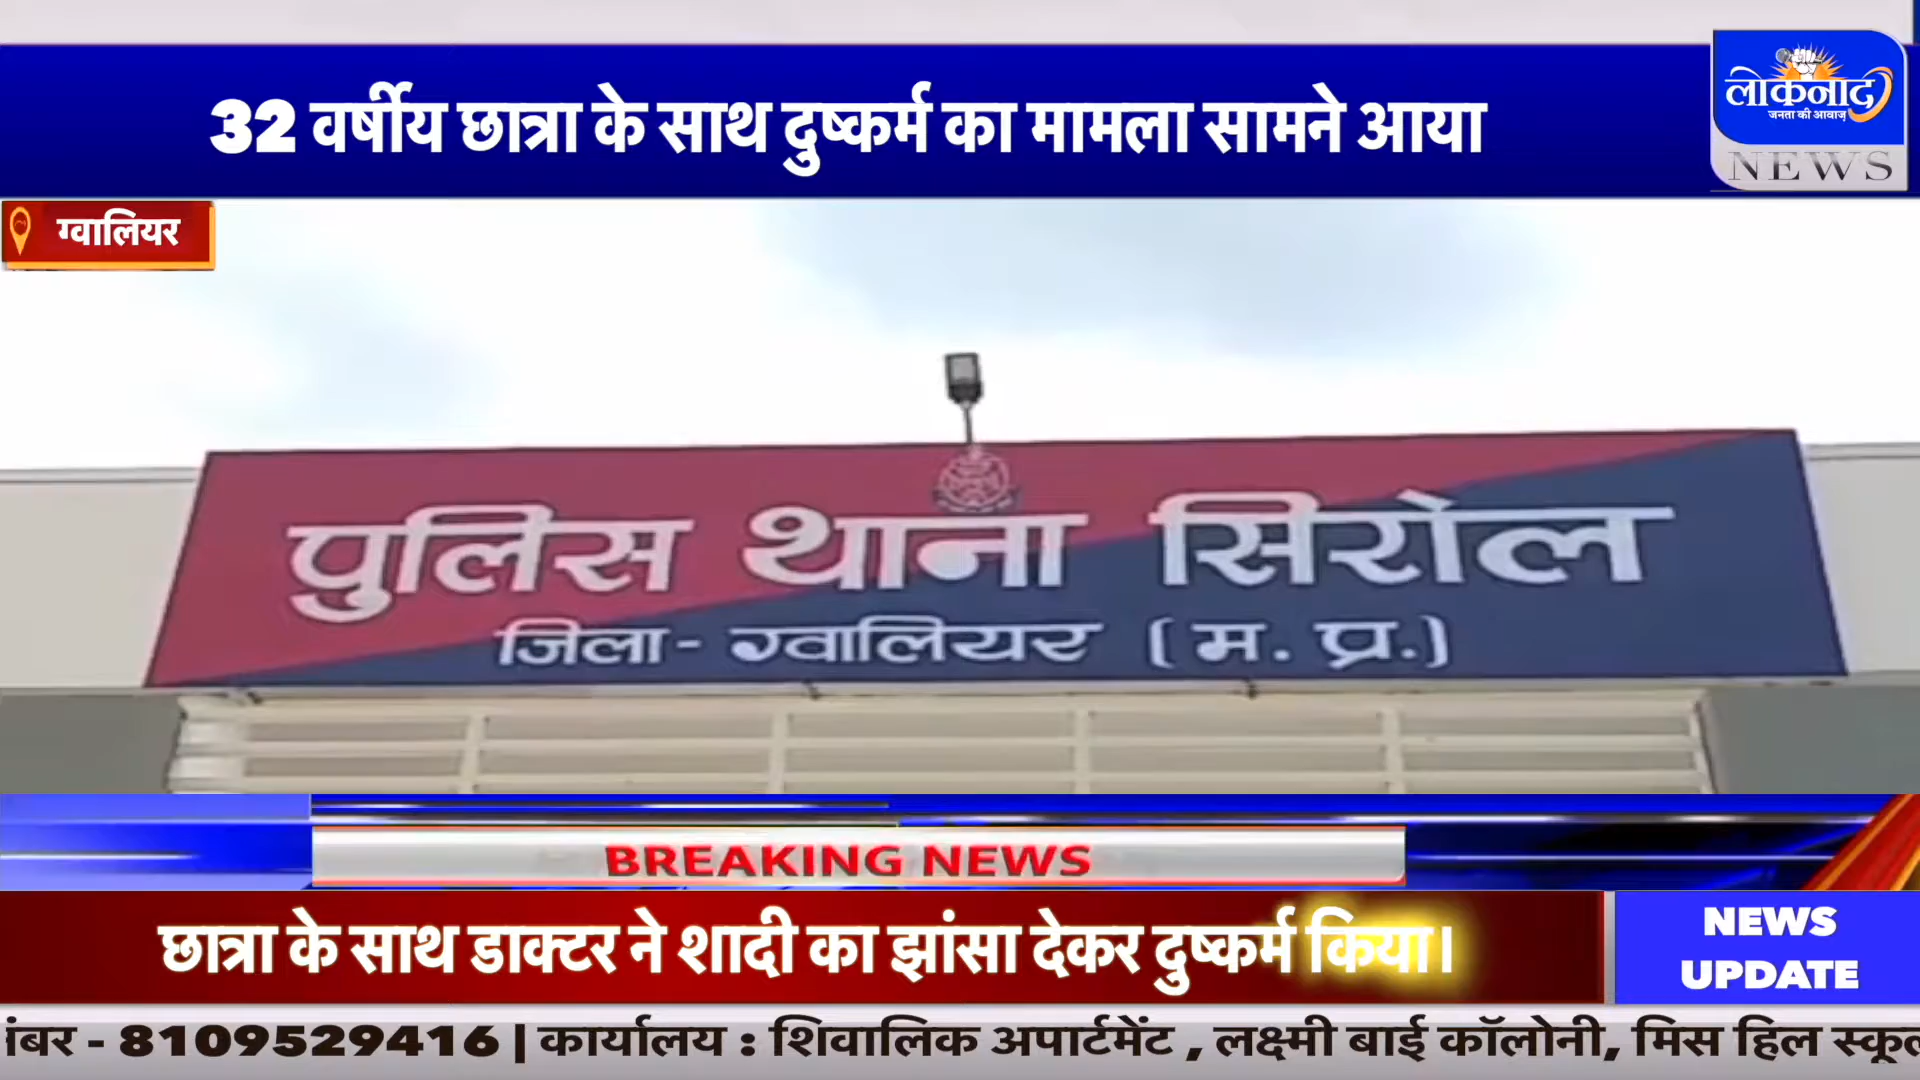 32 वर्षीय छात्रा के साथ दुष्कर्म का मामला सामने आया
लोकनाद
जनता की आवाज़
NEWS
ग्वालियर
पुलिस थाना सिरोल
जिला - ग्वालियर ( म. प्र.)
BREAKING NEWS
छात्रा के साथ डाक्टर ने शादी का झांसा देकर दुष्कर्म किया।
NEWS
UPDATE
ंबर - 8109529416 | कार्यालय : शिवालिक अपार्टमेंट , लक्ष्मी बाई कॉलोनी, मिस हिल स्कूल